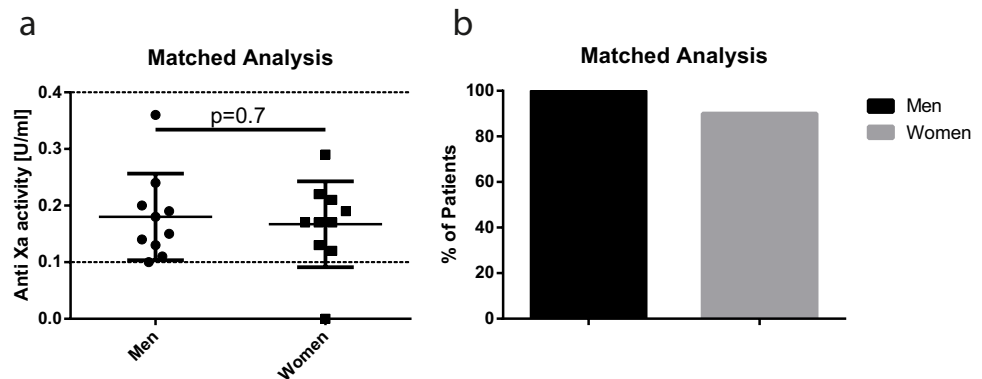 a
Matched Analysis
Anti Xa activity [U/ml]
0.4
0.3
0.2
0.1
0.0
p=0.7
Men
Women
b
Matched Analysis
% of Patients
100
80
60
40
20
0
Men
Women